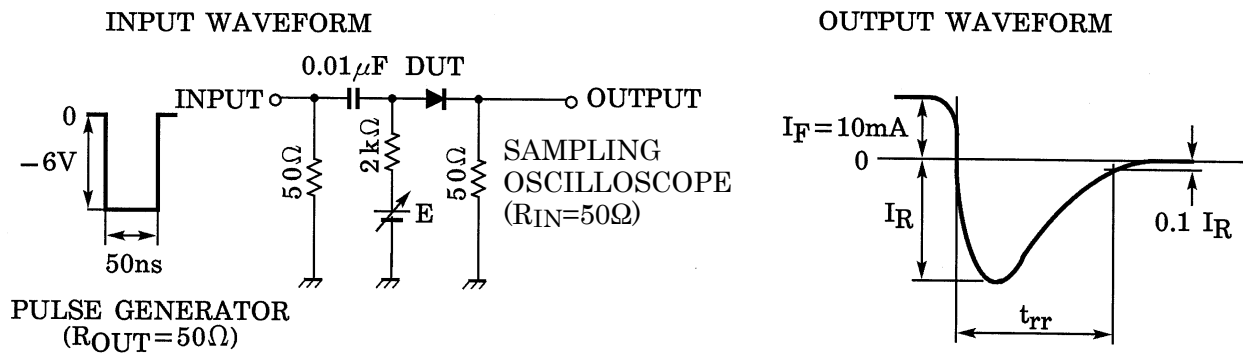 INPUT WAVEFORM
OUTPUT WAVEFORM
0.01μF DUT
INPUT
OUTPUT
0
−6V
50ns
50Ω
2kΩ
E
50Ω
SAMPLING
OSCILLOSCOPE
(RIN=50Ω)
PULSE GENERATOR
(ROUT=50Ω)
IF=10mA
0
IR
0.1 IR
trr